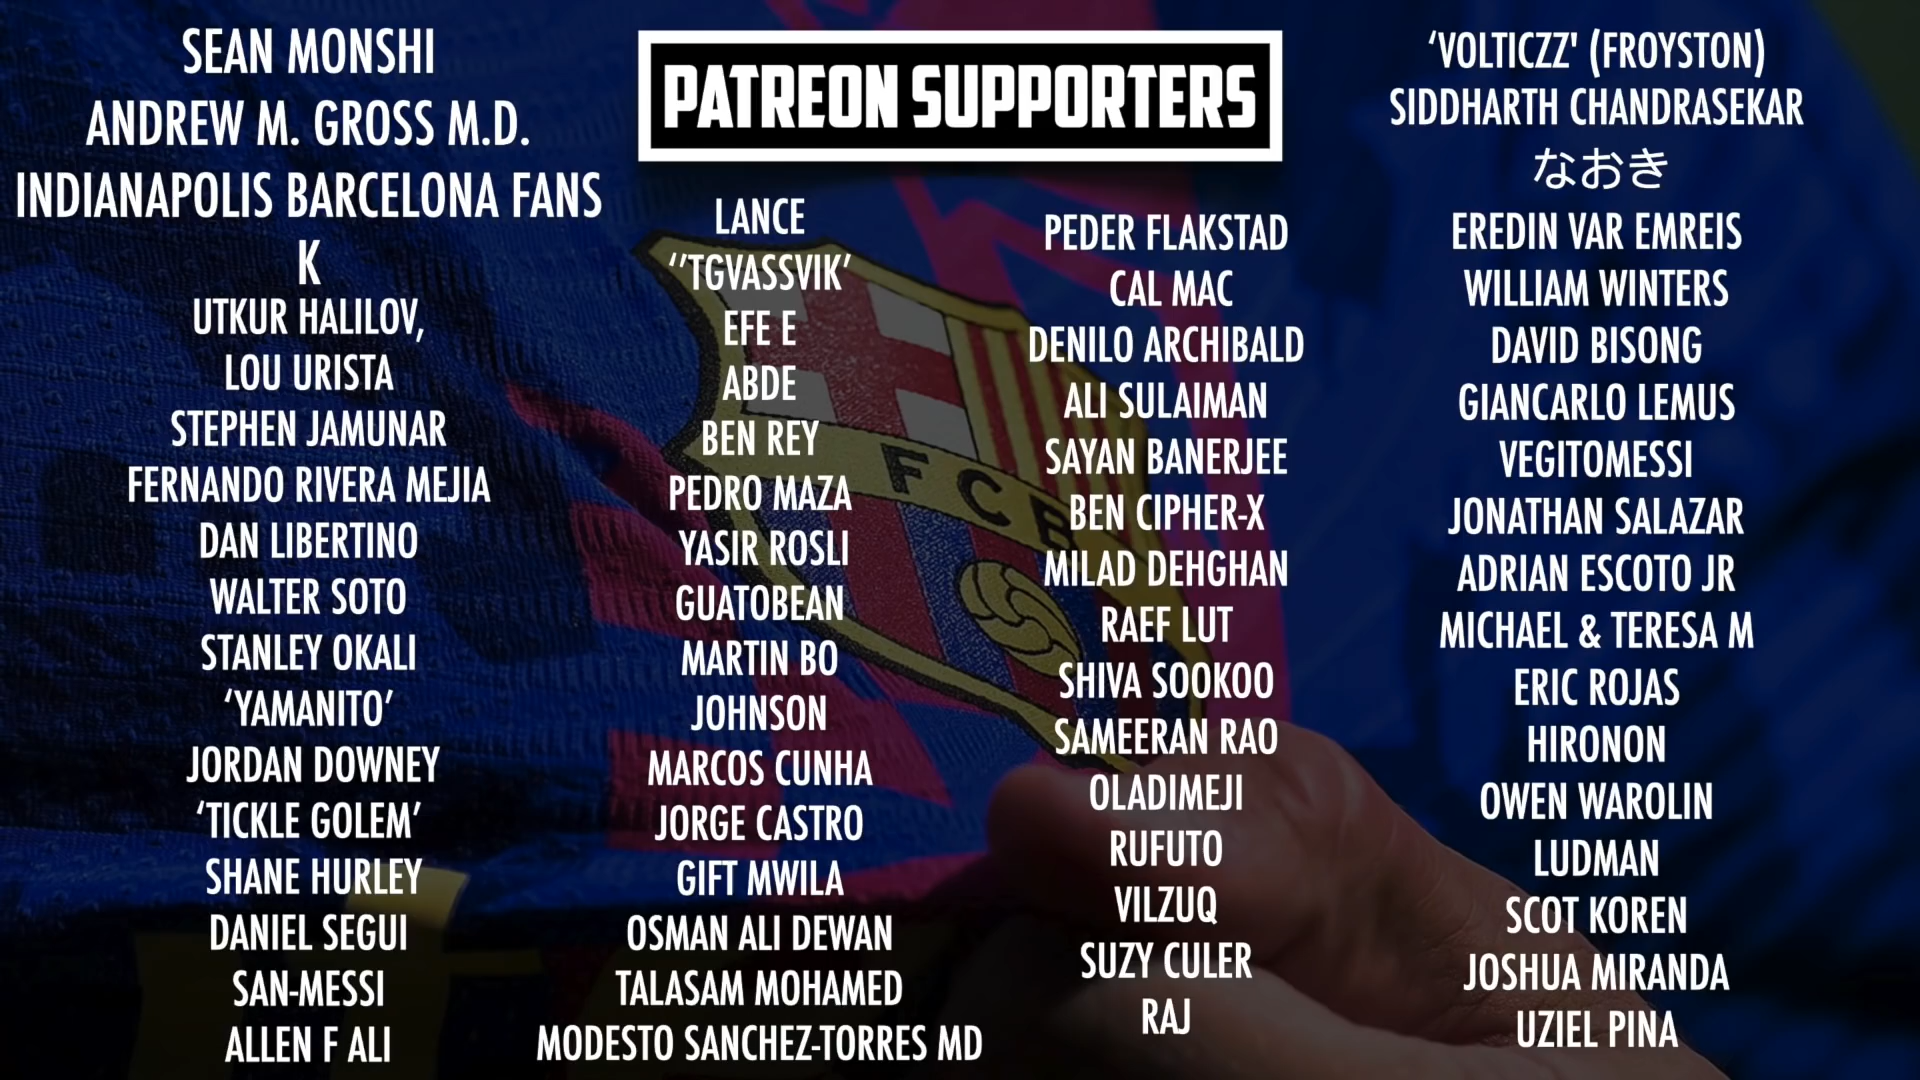 SEAN MONSHI
ANDREW M. GROSS M.D.
INDIANAPOLIS BARCELONA FANS
K
UTKUR HALILOV,
LOU URISTA
STEPHEN JAMUNAR
FERNANDO RIVERA MEJIA
DAN LIBERTINO
WALTER SOTO
STANLEY OKALI
‘YAMANITO’
JORDAN DOWNEY
‘TICKLE GOLEM’
SHANE HURLEY
DANIEL SEGUI
SAN-MESSI
ALLEN F ALI
PATREON SUPPORTERS
LANCE
‘’TGVASSVIK’
EFE E
ABDE
BEN REY
PEDRO MAZA
YASIR ROSLI
GUATOBEAN
MARTIN BO
JOHNSON
MARCOS CUNHA
JORGE CASTRO
GIFT MWILA
OSMAN ALI DEWAN
TALASAM MOHAMED
MODESTO SANCHEZ-TORRES MD
PEDER FLAKSTAD
CAL MAC
DENILO ARCHIBALD
ALI SULAIMAN
SAYAN BANERJEE
BEN CIPHER-X
MILAD DEHGHAN
RAEF LUT
SHIVA SOOKOO
SAMEERAN RAO
OLADIMEJI
RUFUTO
VILZUQ
SUZY CULER
RAJ
‘VOLTICZZ' (FROYSTON)
SIDDHARTH CHANDRASEKAR
なおき
EREDIN VAR EMREIS
WILLIAM WINTERS
DAVID BISONG
GIANCARLO LEMUS
VEGITOMESSI
JONATHAN SALAZAR
ADRIAN ESCOTO JR
MICHAEL & TERESA M
ERIC ROJAS
HIRONON
OWEN WAROLIN
LUDMAN
SCOT KOREN
JOSHUA MIRANDA
UZIEL PINA
FCB